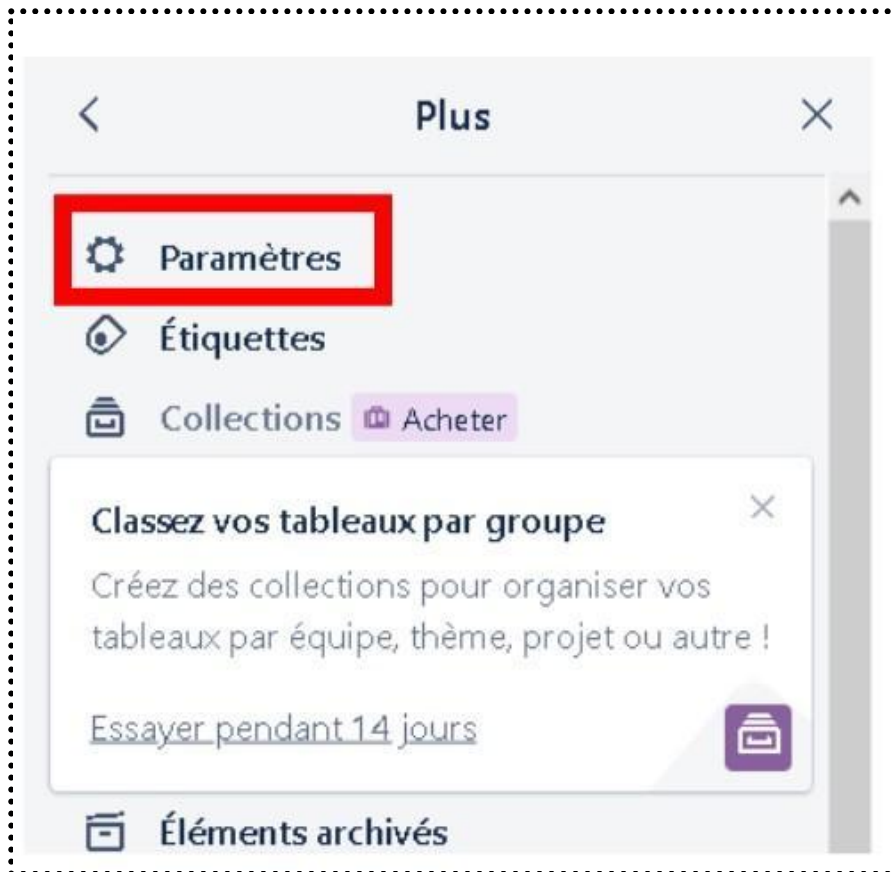 Plus
Paramètres
Étiquettes
Collections Acheter
Classez vos tableaux par groupe
Créez des collections pour organiser vos
tableaux par équipe, thème, projet ou autre !
Essayer pendant 14 jours
Éléments archivés